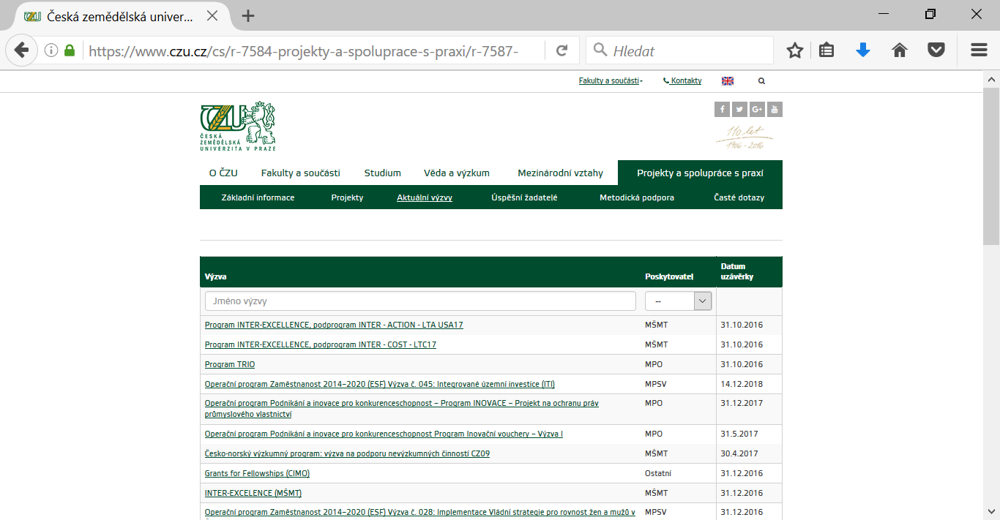 Česká zemědělská univer...
https://www.czu.cz/cs/r-7584-projekty-a-spoluprace-s-praxi/r-7587-
Hledat
Fakulty a součásti
Kontakty
ČZU
ČESKÁ
ZEMĚDĚLSKÁ
UNIVERZITA V PRAZE
110 let
1906 - 2016
O ČZU Fakulty a součásti Studium Věda a výzkum Mezinárodní vztahy Projekty a spolupráce s praxí
Základní informace Projekty Aktuální výzvy Úspěšní žadatelé Metodická podpora Časté dotazy
Výzva Poskytovatel Datum uzávěrky
Jméno výzvy --
Program INTER-EXCELLENCE, podprogram INTER - ACTION - LTA USA17 MŠMT 31.10.2016
Program INTER-EXCELLENCE, podprogram INTER - COST - LTC17 MŠMT 31.10.2016
Program TRIO MPO 31.10.2016
Operační program Zaměstnanost 2014–2020 (ESF) Výzva č. 045: Integrované územní investice (ITI) MPSV 14.12.2018
Operační program Podnikání a inovace pro konkurenceschopnost – Program INOVACE – Projekt na ochranu práv MPO 31.12.2017
průmyslového vlastnictví
Operační program Podnikání a inovace pro konkurenceschopnost Program Inovační vouchery – Výzva I MPO 31.5.2017
Česko-norský výzkumný program: výzva na podporu nevýzkumných činností CZ09 MŠMT 30.4.2017
Grants for Fellowships (CIMO) Ostatní 31.12.2016
INTER-EXCELENCE (MŠMT) MŠMT 31.12.2016
Operační program Zaměstnanost 2014–2020 (ESF) Výzva č. 028: Implementace Vládní strategie pro rovnost žen a mužů v MPSV 31.12.2016